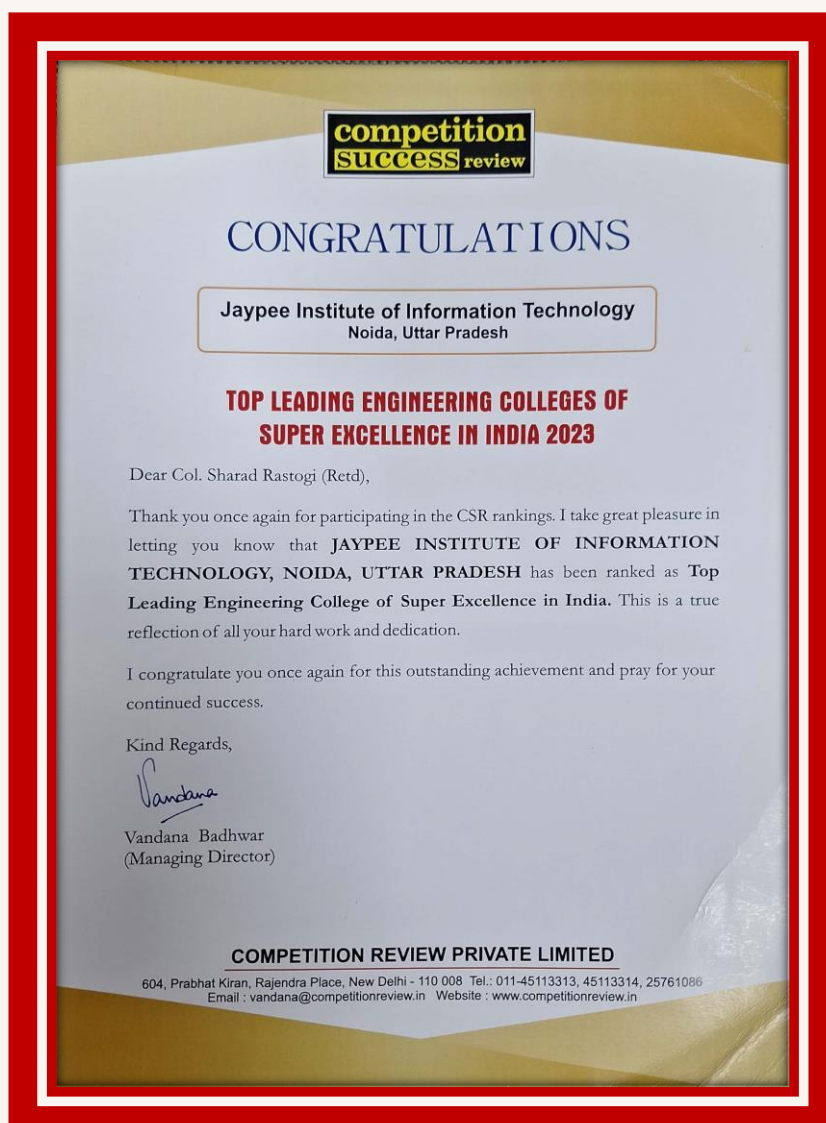 competition
success review
CONGRATULATIONS
Jaypee Institute of Information Technology
Noida, Uttar Pradesh
TOP LEADING ENGINEERING COLLEGES OF
SUPER EXCELLENCE IN INDIA 2023
Dear Col. Sharad Rastogi (Retd),
Thank you once again for participating in the CSR rankings. I take great pleasure in
letting you know that JAYPEE INSTITUTE OF INFORMATION
TECHNOLOGY, NOIDA, UTTAR PRADESH has been ranked as Top
Leading Engineering College of Super Excellence in India. This is a true
reflection of all your hard work and dedication.
I congratulate you once again for this outstanding achievement and pray for your
continued success.
Kind Regards,
Vandana
Vandana Badhwar
(Managing Director)
COMPETITION REVIEW PRIVATE LIMITED
604, Prabhat Kiran, Rajendra Place, New Delhi - 110 008 Tel.: 011-45113313, 45113314, 25761086
Email : vandana@competitionreview.in Website : www.competitionreview.in